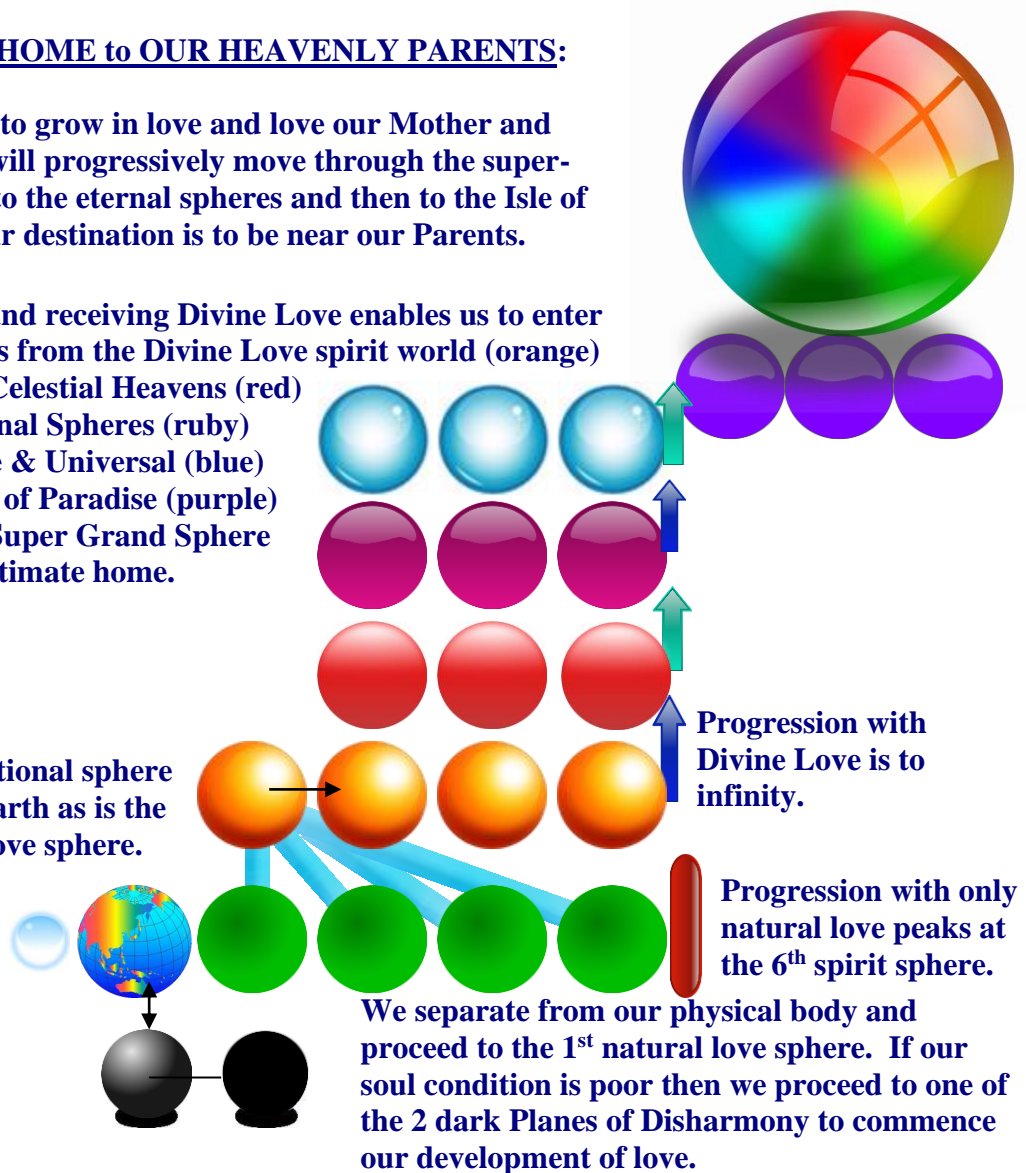 HOME to OUR HEAVENLY PARENTS:
to grow in love and love our Mother and
will progressively move through the super-
to the eternal spheres and then to the Isle of
destination is to be near our Parents.
and receiving Divine Love enables us to enter
from the Divine Love spirit world (orange)
Celestial Heavens (red)
Spheres (ruby)
& Universal (blue)
of Paradise (purple)
Super Grand Sphere
home.
Progression with
Divine Love is to
infinity.
sphere
as is the
sphere.
Progression with only
natural love peaks at
the 6th spirit sphere.
We separate from our physical body and
proceed to the 1st natural love sphere. If our
soul condition is poor then we proceed to one of
the 2 dark Planes of Disharmony to commence
our development of love.